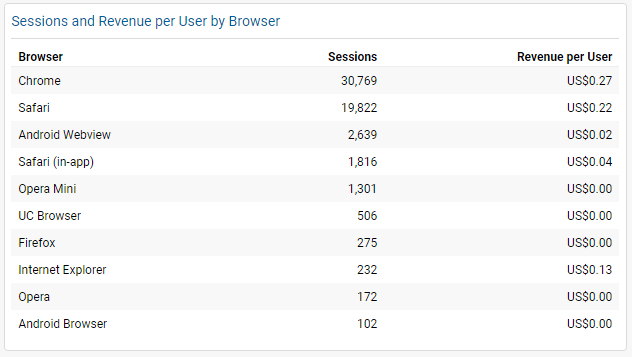 Sessions and Revenue per User by Browser
Browser Sessions Revenue per User
Chrome 30,769 US$0.27
Safari 19,822 US$0.22
Android Webview 2,639 US$0.02
Safari (in-app) 1,816 US$0.04
Opera Mini 1,301 US$0.00
UC Browser 506 US$0.00
Firefox 275 US$0.00
Internet Explorer 232 US$0.13
Opera 172 US$0.00
Android Browser 102 US$0.00